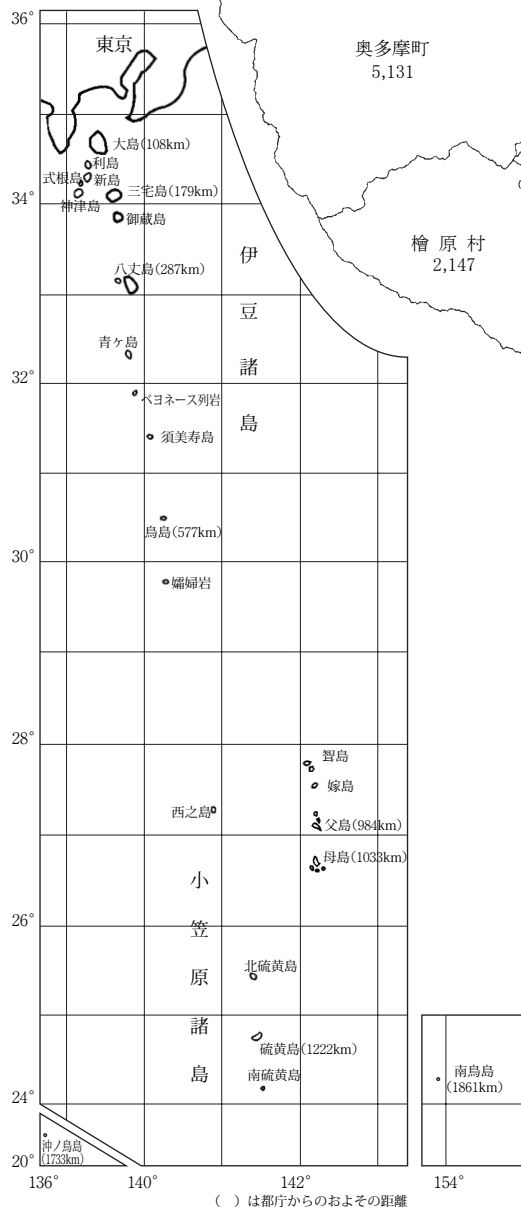 36°
東京
奥多摩町
5,131
大島(108km)
利島
式根島
新島
三宅島(179km)
神津島
34°
御蔵島
檜原村
2,147
伊豆諸島
八丈島(287km)
青ヶ島
32°
ベヨネース列岩
須美寿島
鳥島(577km)
30°
孀婦岩
28°
智島
嫁島
西之島
父島(984km)
母島(1033km)
小笠原諸島
26°
北硫黄島
硫黄島(1222km)
南硫黄島
南鳥島
(1861km)
24°
沖ノ鳥島
(1733km)
20°
136°
140°
142°
154°
(　)は都庁からのおよその距離